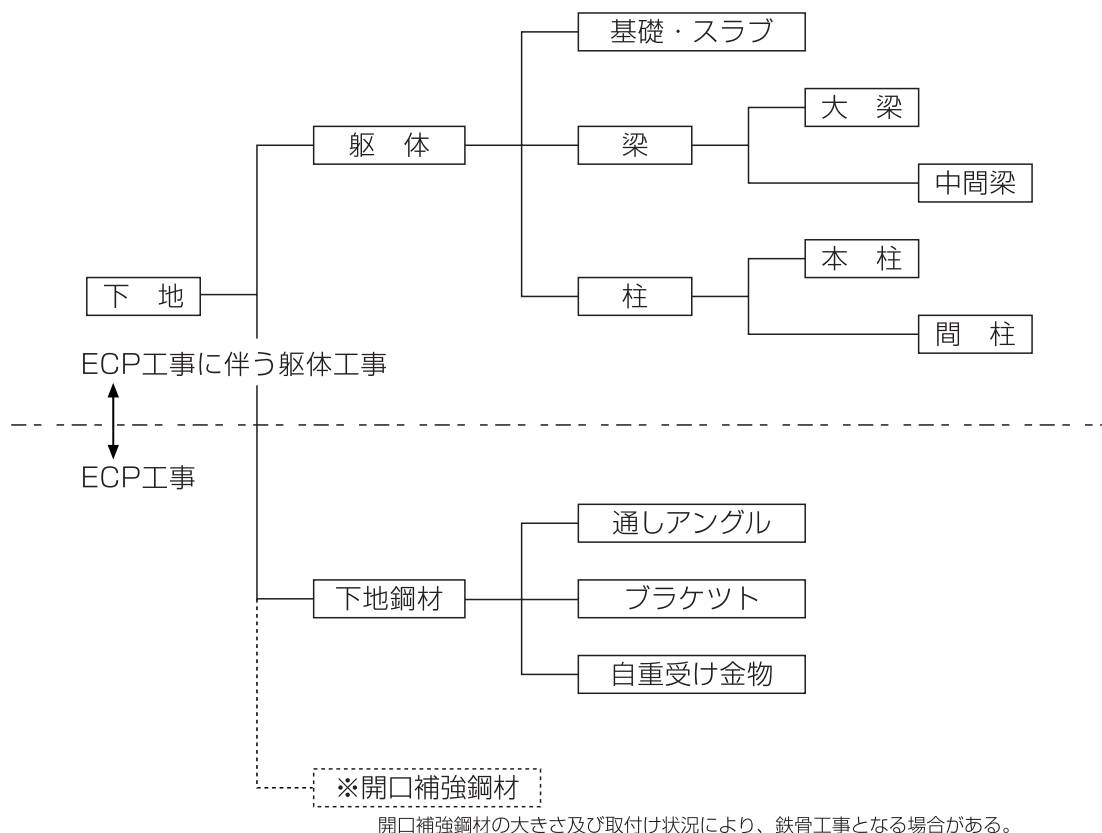 基礎・スラブ
大　梁
躯　体
梁
中間梁
本　柱
下　地
柱
間　柱
ECP工事に伴う躯体工事
ECP工事
通しアングル
下地鋼材
ブラケツト
自重受け金物
※開口補強鋼材
開口補強鋼材の大きさ及び取付け状況により、鉄骨工事となる場合がある。